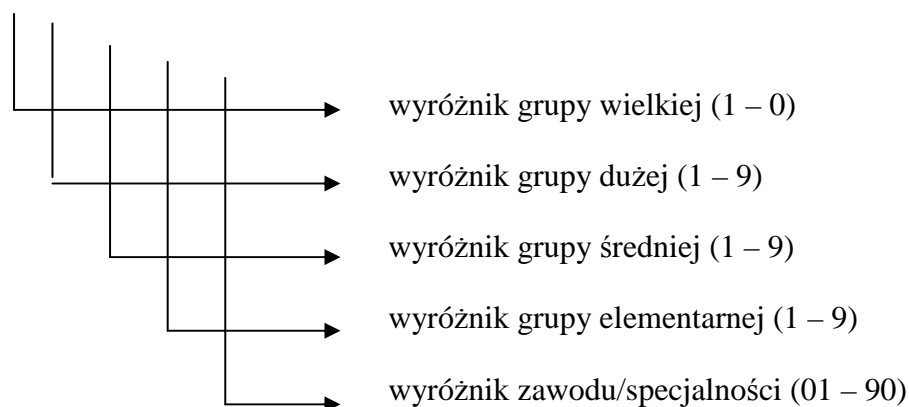 wyróżnik grupy wielkiej (1 – 0)
wyróżnik grupy dużej (1 – 9)
wyróżnik grupy średniej (1 – 9)
wyróżnik grupy elementarnej (1 – 9)
wyróżnik zawodu/specjalności (01 – 90)